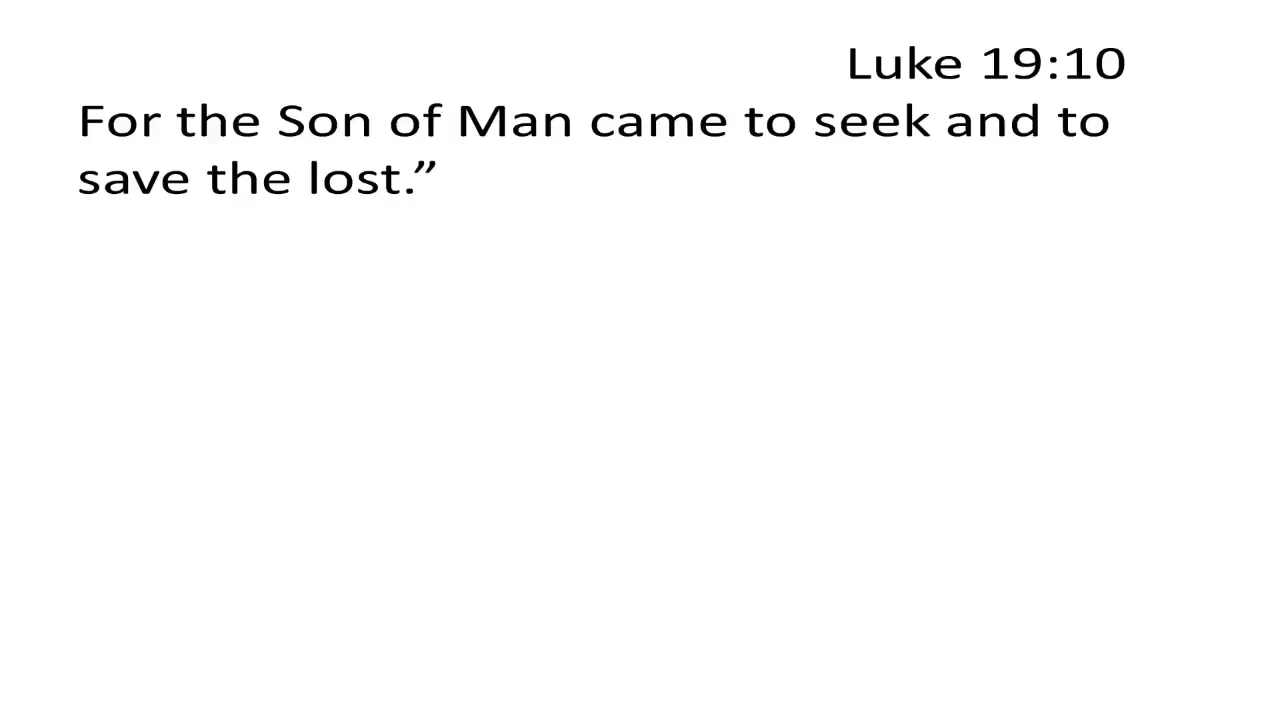 Luke 19:10
For the Son of Man came to seek and to
save the lost.”